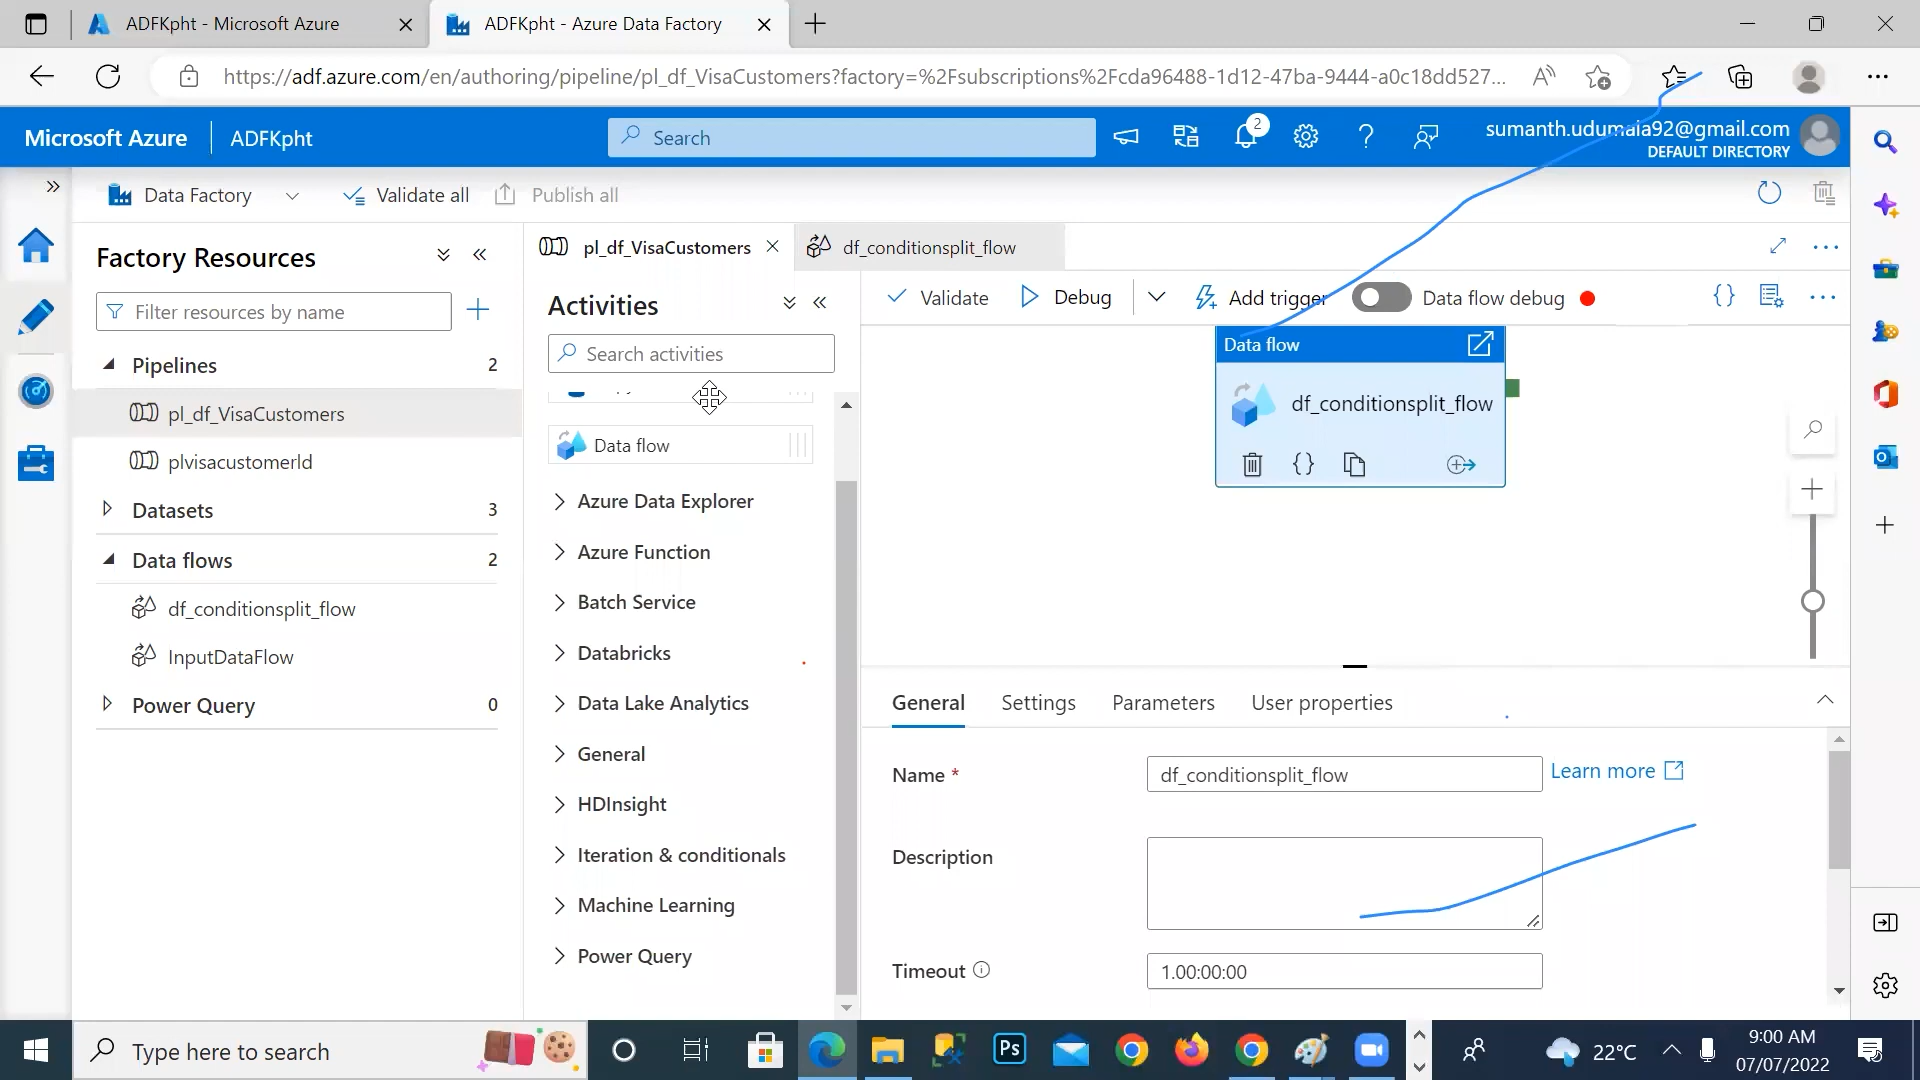 ADFKpht - Microsoft Azure
ADFKpht - Azure Data Factory
https://adf.azure.com/en/authoring/pipeline/pl_df_VisaCustomers?factory=%2Fsubscriptions%2Fcda96488-1d12-47ba-9444-a0c18dd527...
Microsoft Azure
ADFKpht
Search
2
sumanth.udumaia92@gmail.com
DEFAULT DIRECTORY
Data Factory
Validate all
Publish all
Factory Resources
Filter resources by name
Pipelines 2
pl_df_VisaCustomers
plvisacustomerld
Datasets 3
Data flows 2
df_conditionsplit_flow
InputDataFlow
Power Query 0
pl_df_VisaCustomers
df_conditionsplit_flow
Activities
Search activities
Data flow
Azure Data Explorer
Azure Function
Batch Service
Databricks
Data Lake Analytics
General
HDInsight
Iteration & conditionals
Machine Learning
Power Query
Validate
Debug
Add trigger
Data flow debug
Data flow
df_conditionsplit_flow
General
Settings
Parameters
User properties
Name *
df_conditionsplit_flow
Learn more
Description
Timeout
1.00:00:00
Type here to search
Ps
22°C
9:00 AM
07/07/2022